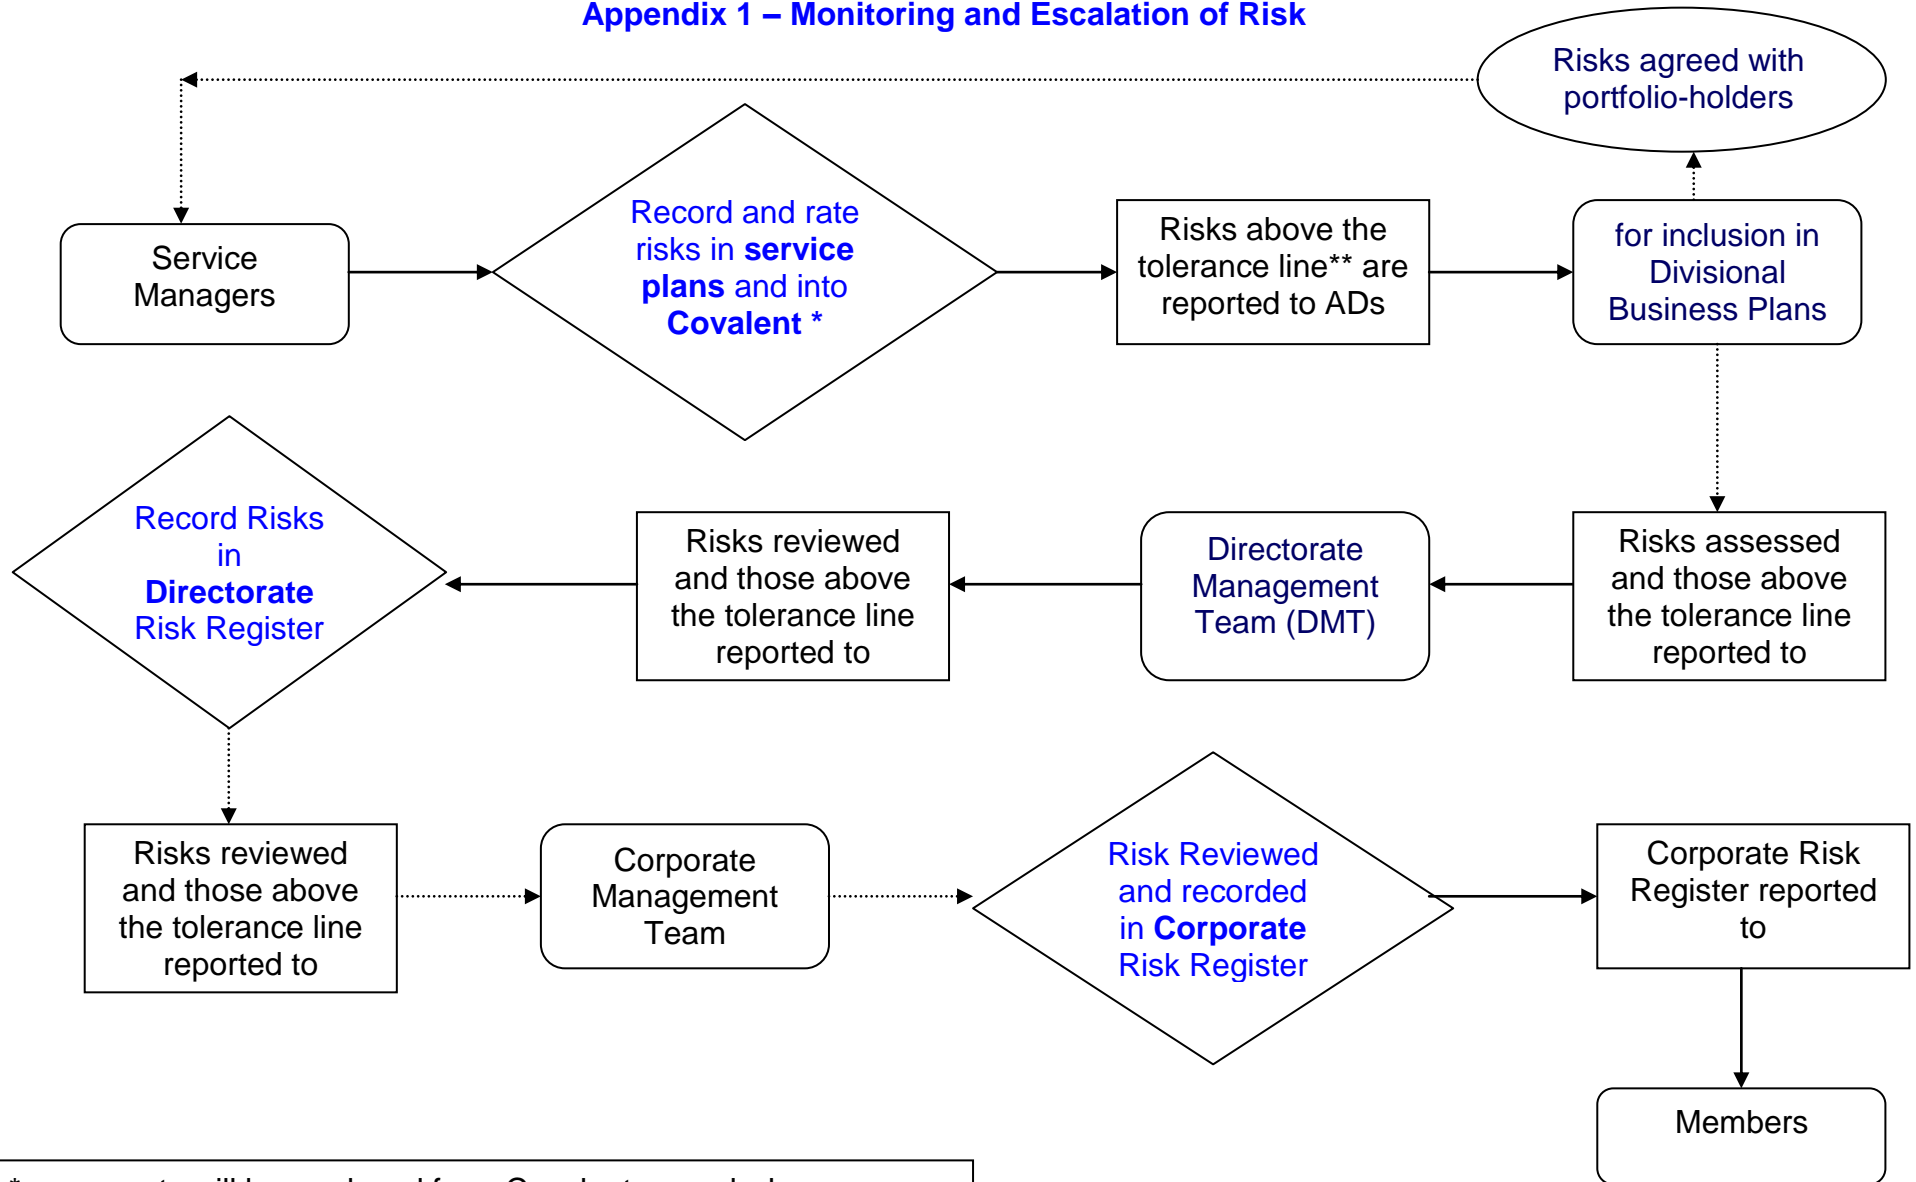 Appendix 1 – Monitoring and Escalation of Risk
Risks agreed with
portfolio-holders
Service
Managers
Record and rate
risks in service
plans and into
Covalent *
Risks above the
tolerance line** are
reported to ADs
for inclusion in
Divisional
Business Plans
Risks assessed
and those above
the tolerance line
reported to
Directorate
Management
Team (DMT)
Risks reviewed
and those above
the tolerance line
reported to
Record Risks
in
Directorate
Risk Register
Risks reviewed
and those above
the tolerance line
reported to
Corporate
Management
Team
Risk Reviewed
and recorded
in Corporate
Risk Register
Corporate Risk
Register reported
to
Members
*